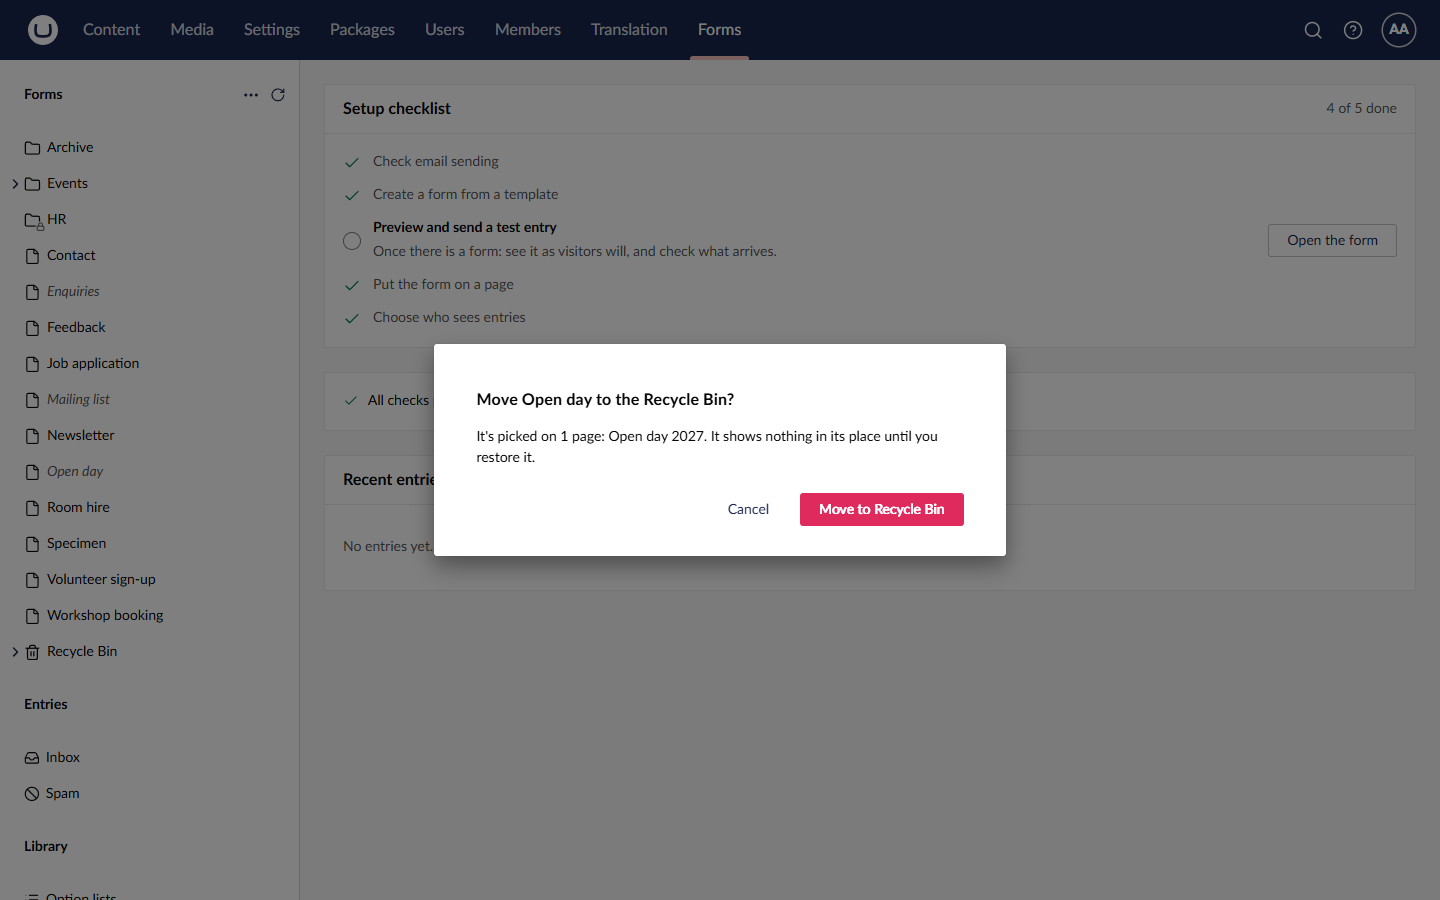 Content
Media
Settings
Packages
Users
Members
Translation
Forms
AA
Forms
Archive
Events
HR
Contact
Enquiries
Feedback
Job application
Mailing list
Newsletter
Open day
Room hire
Specimen
Volunteer sign-up
Workshop booking
Recycle Bin
Entries
Inbox
Spam
Library
Option lists
Setup checklist
4 of 5 done
Check email sending
Create a form from a template
Preview and send a test entry
Once there is a form: see it as visitors will, and check what arrives.
Open the form
Put the form on a page
Choose who sees entries
All checks
Recent
No entries yet.
Move Open day to the Recycle Bin?
It's picked on 1 page: Open day 2027. It shows nothing in its place until you
restore it.
Cancel
Move to Recycle Bin